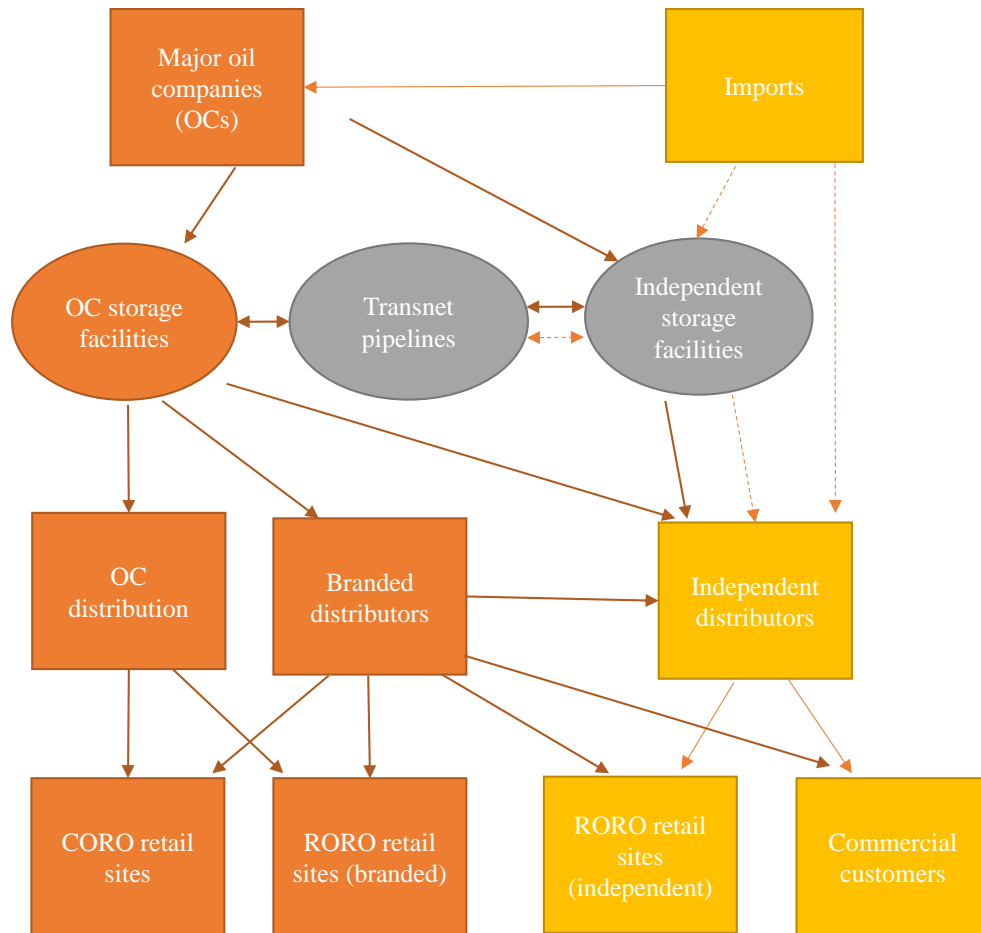 Major oil
companies
(OCs)
Imports
OC storage
facilities
Transnet
pipelines
Independent
storage
facilities
OC
distribution
Branded
distributors
Independent
distributors
CORO retail
sites
RORO retail
sites (branded)
RORO retail
sites
(independent)
Commercial
customers